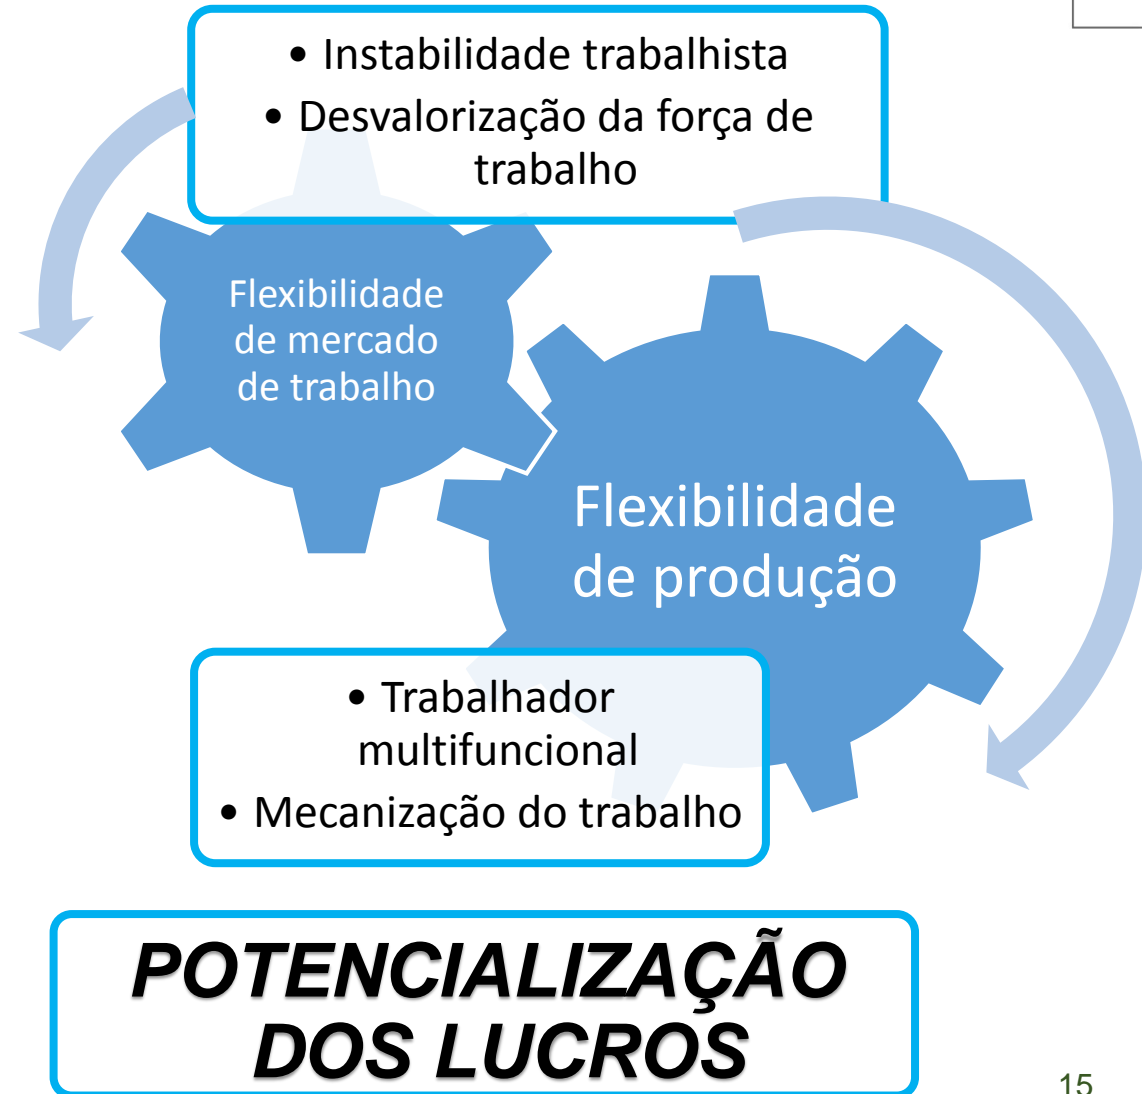 • Instabilidade trabalhista
• Desvalorização da força de
trabalho
Flexibilidade
de mercado
de trabalho
Flexibilidade
de produção
• Trabalhador
multifuncional
• Mecanização do trabalho
POTENCIALIZAÇÃO
DOS LUCROS
15